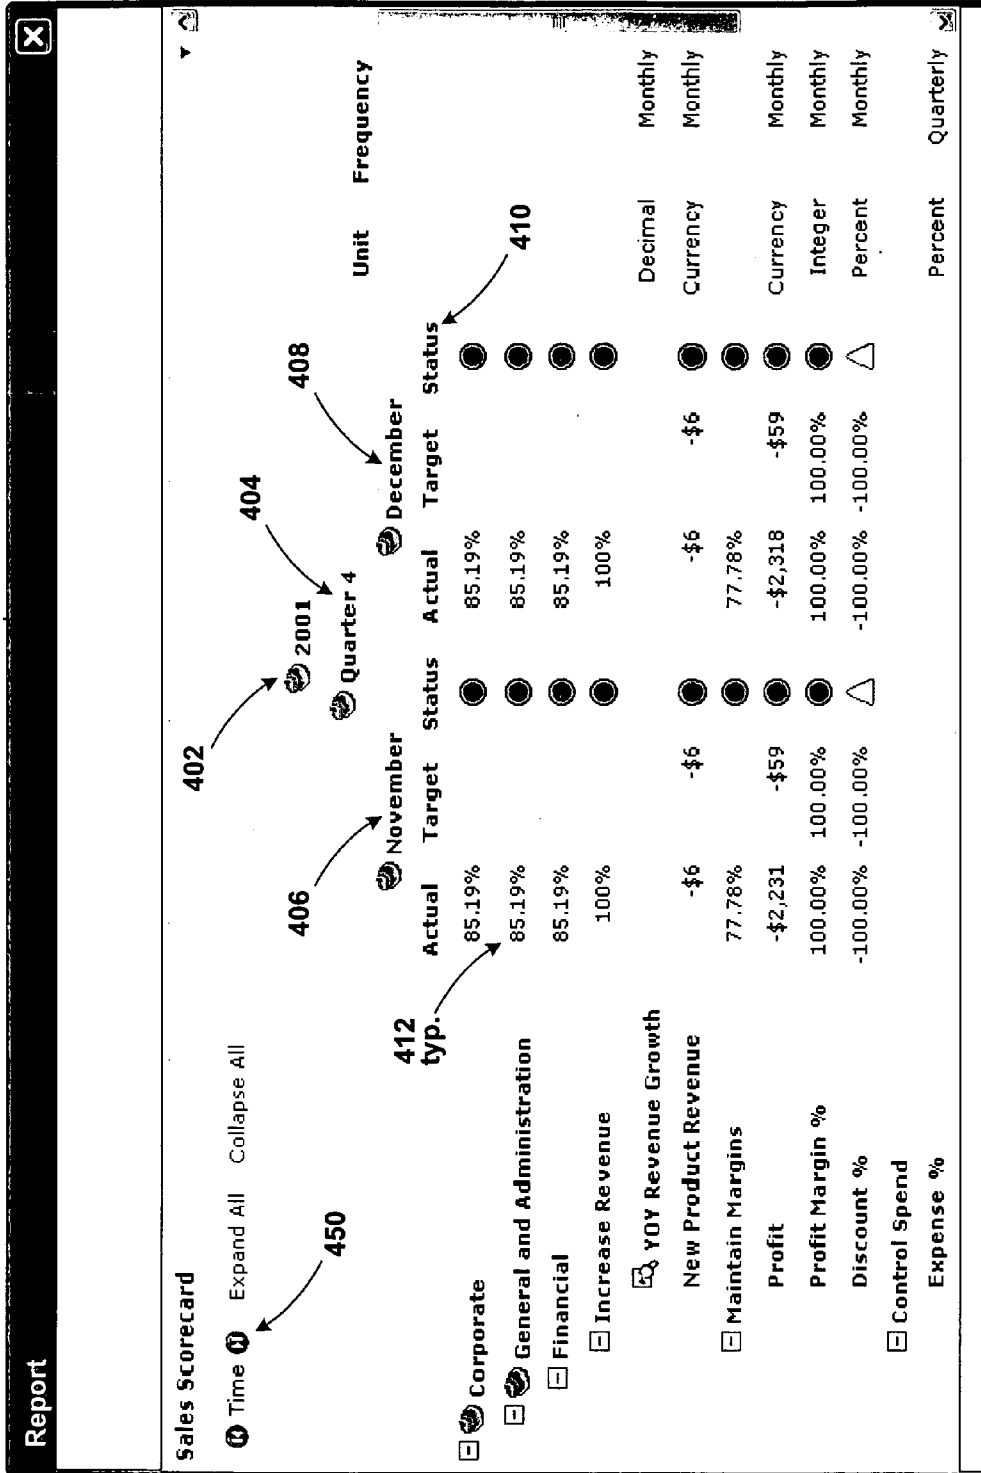 Report
Sales Scorecard
Time Expand All Collapse All
450
402
2001
404
Quarter 4
406
408
November December Unit Frequency
410
412
typ.
Actual Target Status Actual Target Status
Corporate 85.19% 85.19%
General and Administration 85.19% 85.19%
Financial 85.19% 85.19%
Increase Revenue 100% 100%
YOY Revenue Growth Decimal Monthly
New Product Revenue -$6 -$6 -$6 -$6 Currency Monthly
Maintain Margins 77.78% 77.78%
Profit -$2,231 -$59 -$2,318 -$59 Currency Monthly
Profit Margin % 100.00% 100.00% 100.00% 100.00% Integer Monthly
Discount % -100.00% -100.00% -100.00% -100.00% Percent Monthly
Control Spend
Expense % Percent Quarterly